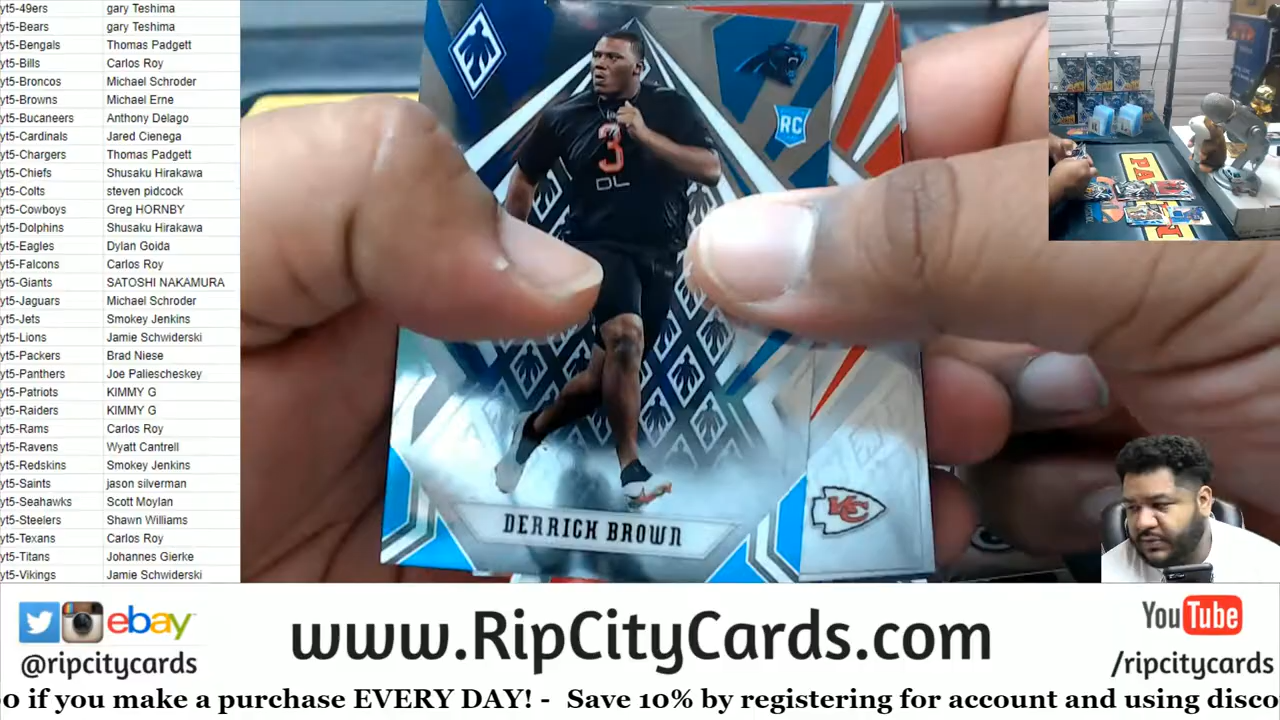 yt5-49ers gary Teshima
yt5-Bears gary Teshima
yt5-Bengals Thomas Padgett
yt5-Bills Carlos Roy
yt5-Broncos Michael Schroder
yt5-Browns Michael Erne
yt5-Bucaneers Anthony Delago
yt5-Cardinals Jared Cienega
yt5-Chargers Thomas Padgett
yt5-Chiefs Shusaku Hirakawa
yt5-Colts steven pidcock
yt5-Cowboys Greg HORNBY
yt5-Dolphins Shusaku Hirakawa
yt5-Eagles Dylan Goida
yt5-Falcons Carlos Roy
yt5-Giants SATOSHI NAKAMURA
yt5-Jaguars Michael Schroder
yt5-Jets Smokey Jenkins
yt5-Lions Jamie Schwiderski
yt5-Packers Brad Niese
yt5-Panthers Joe Paliescheskey
yt5-Patriots KIMMY G
yt5-Raiders KIMMY G
yt5-Rams Carlos Roy
yt5-Ravens Wyatt Cantrell
yt5-Redskins Smokey Jenkins
yt5-Saints jason silverman
yt5-Seahawks Scott Moylan
yt5-Steelers Shawn Williams
yt5-Texans Carlos Roy
yt5-Titans Johannes Gierke
yt5-Vikings Jamie Schwiderski
RC
3
DL
KC
DERRICK BROWN
ebay
@ripcitycards
www.RipCityCards.com
YouTube
/ripcitycards
0 if you make a purchase EVERY DAY! - Save 10% by registering for account and using disco